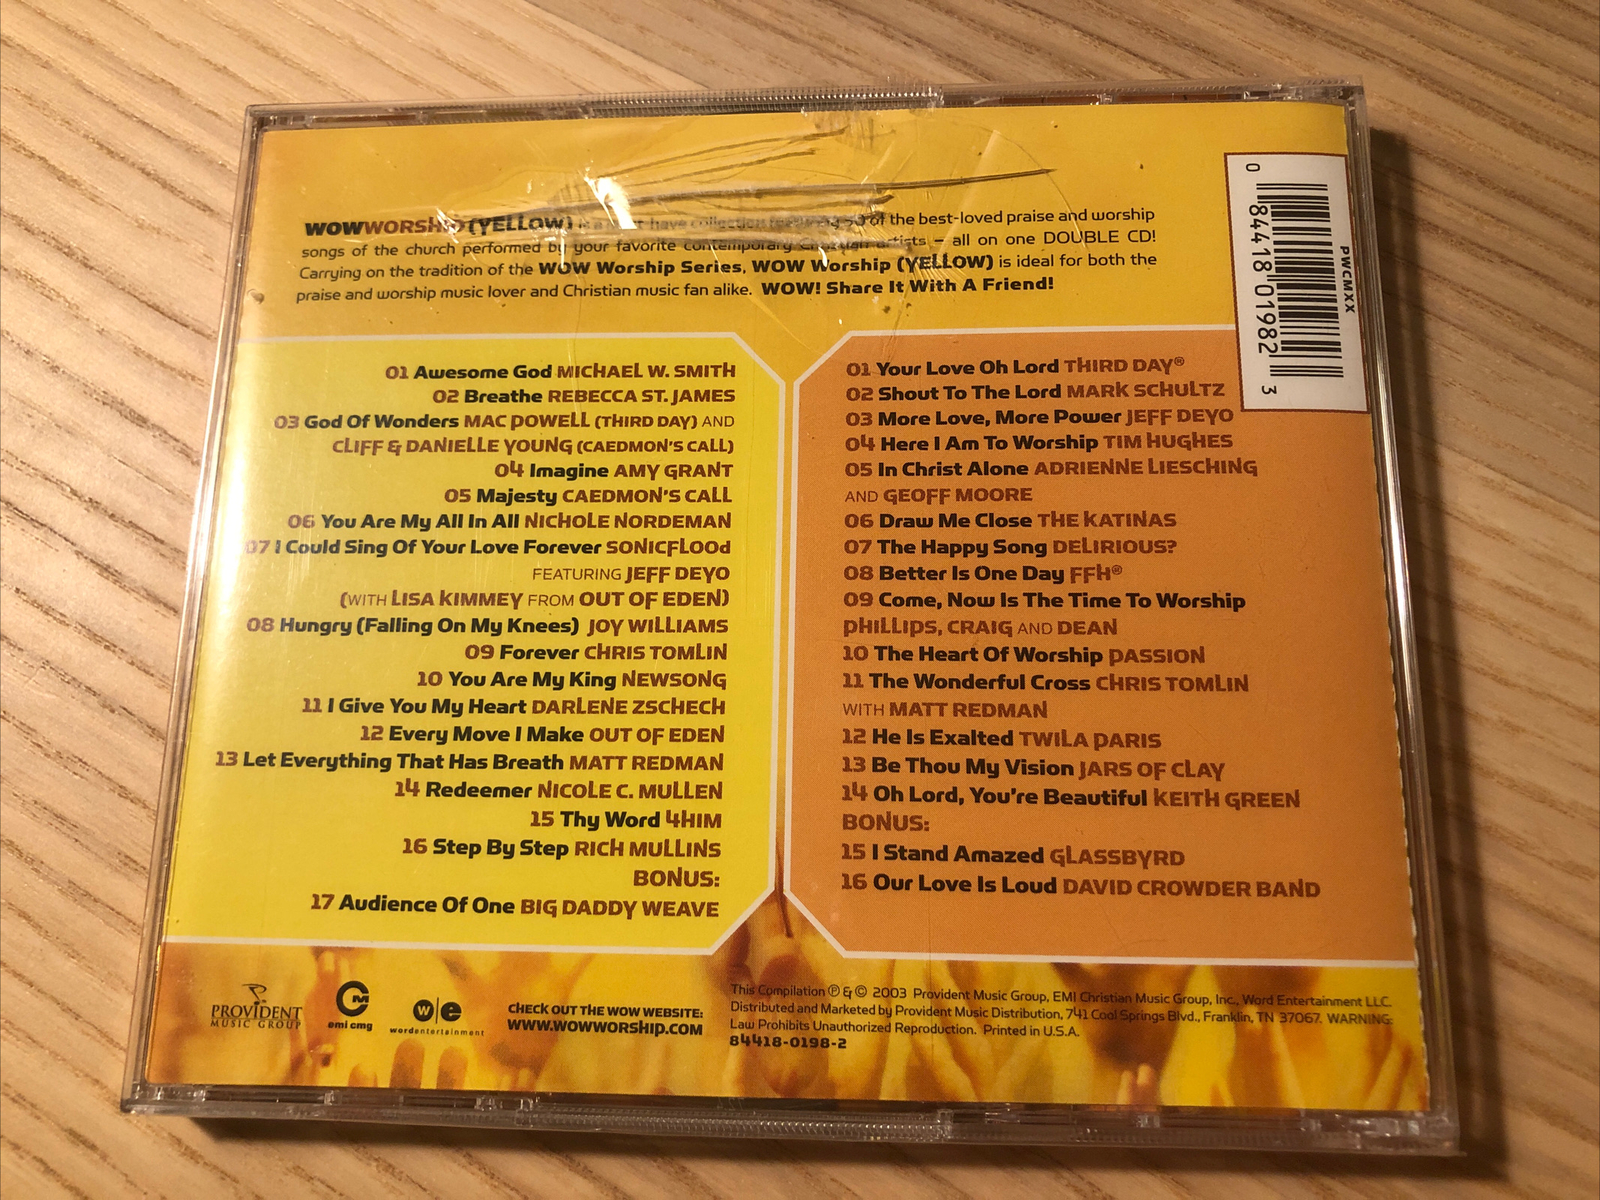 WOWWORSHIP (YELLOW) is a must have collection featuring 30 of the best-loved praise and worship
songs of the church performed by your favorite contemporary Christian artists – all on one DOUBLE CD!
Carrying on the tradition of the WOW Worship Series, WOW Worship (YELLOW) is ideal for both the
praise and worship music lover and Christian music fan alike. WOW! Share It With A Friend!
PWCMXX
0 84418 01982 3
01 Awesome God MICHAEL W. SMITH
02 Breathe REBECCA ST. JAMES
03 God Of Wonders MAC POWELL (THIRD DAY) AND
CLIFF & DANIELLE YOUNG (CAEDMON'S CALL)
04 Imagine AMY GRANT
05 Majesty CAEDMON'S CALL
06 You Are My All In All NICHOLE NORDEMAN
07 I Could Sing Of Your Love Forever SONICFLOOd
FEATURING JEFF DEYO
(WITH LISA KIMMEY FROM OUT OF EDEN)
08 Hungry (Falling On My Knees) JOY WILLIAMS
09 Forever CHRIS TOMLIN
10 You Are My King NEWSONG
11 I Give You My Heart DARLENE ZSCHECH
12 Every Move I Make OUT OF EDEN
13 Let Everything That Has Breath MATT REDMAN
14 Redeemer NICOLE C. MULLEN
15 Thy Word 4HIM
16 Step By Step RICH MULLINS
BONUS:
17 Audience Of One BIG DADDY WEAVE
01 Your Love Oh Lord THIRD DAY®
02 Shout To The Lord MARK SCHULTZ
03 More Love, More Power JEFF DEYO
04 Here I Am To Worship TIM HUGHES
05 In Christ Alone ADRIENNE LIESCHING
AND GEOFF MOORE
06 Draw Me Close THE KATINAS
07 The Happy Song DELIRIOUS?
08 Better Is One Day FFH®
09 Come, Now Is The Time To Worship
PHILLIPS, CRAIG AND DEAN
10 The Heart Of Worship PASSION
11 The Wonderful Cross CHRIS TOMLIN
WITH MATT REDMAN
12 He Is Exalted TWILA PARIS
13 Be Thou My Vision JARS OF CLAY
14 Oh Lord, You're Beautiful KEITH GREEN
BONUS:
15 I Stand Amazed GLASSBYRD
16 Our Love Is Loud DAVID CROWDER BAND
PROVIDENT
MUSIC GROUP
CMG
emi cmg
w|e
wordentertainment
CHECK OUT THE WOW WEBSITE:
WWW.WOWWORSHIP.COM
This Compilation ℗ & © 2003 Provident Music Group, EMI Christian Music Group, Inc., Word Entertainment LLC.
Distributed and Marketed by Provident Music Distribution, 741 Cool Springs Blvd., Franklin, TN 37067. WARNING:
Law Prohibits Unauthorized Reproduction. Printed in U.S.A.
84418-0198-2